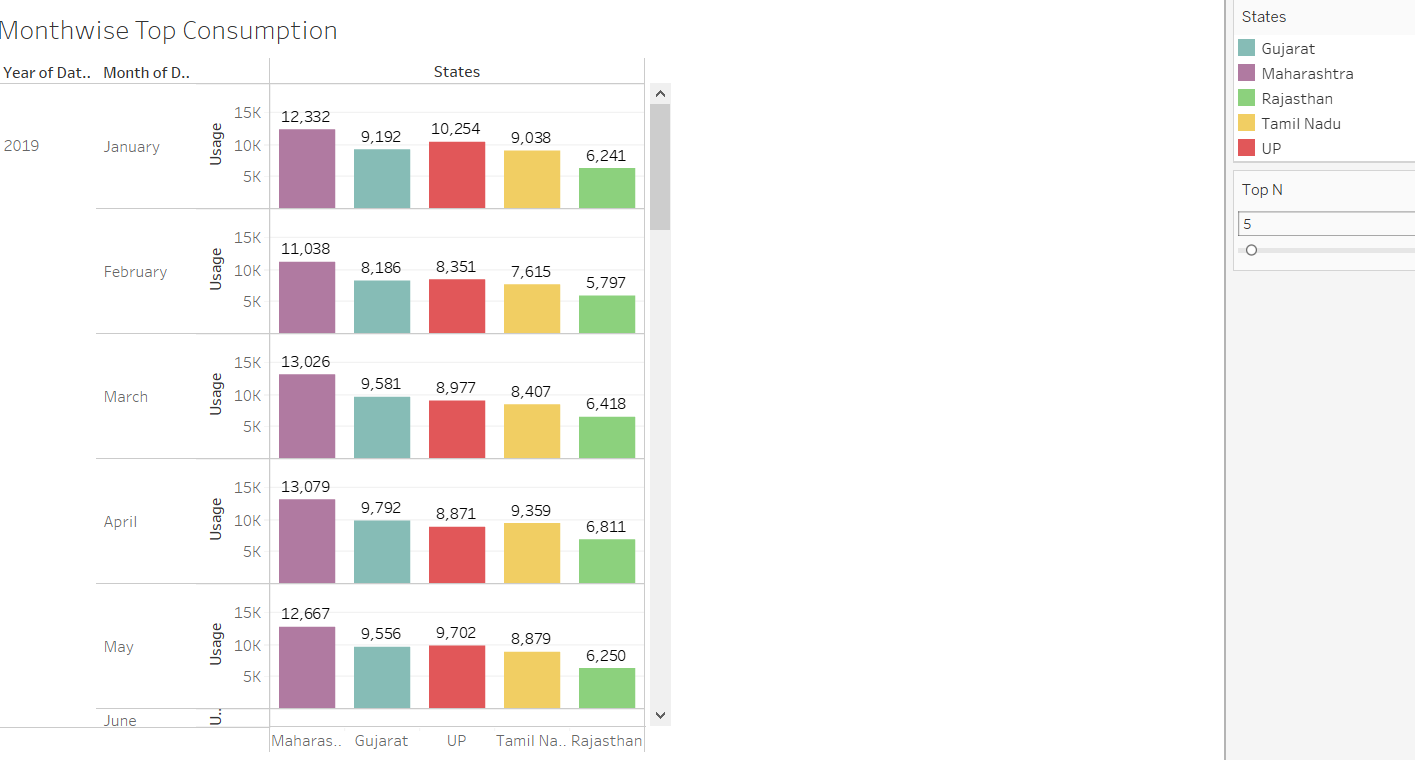 Monthwise Top Consumption
Year of Dat.. Month of D.. States
2019
January
Usage
15K
10K
5K
12,332 9,192 10,254 9,038 6,241
February
Usage
15K
10K
5K
11,038 8,186 8,351 7,615 5,797
March
Usage
15K
10K
5K
13,026 9,581 8,977 8,407 6,418
April
Usage
15K
10K
5K
13,079 9,792 8,871 9,359 6,811
May
Usage
15K
10K
5K
12,667 9,556 9,702 8,879 6,250
June
U..
Maharas.. Gujarat UP Tamil Na.. Rajasthan
States
Gujarat
Maharashtra
Rajasthan
Tamil Nadu
UP
Top N
5